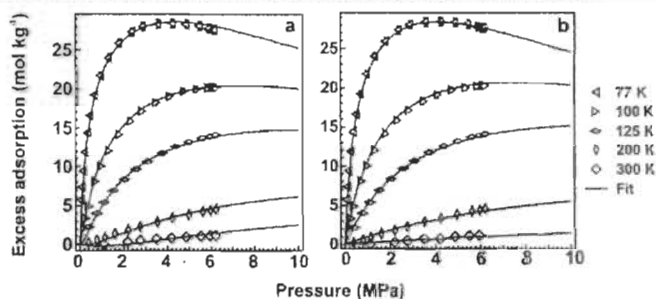 a
b
Excess adsorption (mol kg⁻¹)
25
20
15
10
5
0
0 2 4 6 8 10
0 2 4 6 8 10
Pressure (MPa)
77 K
100 K
125 K
200 K
300 K
Fit